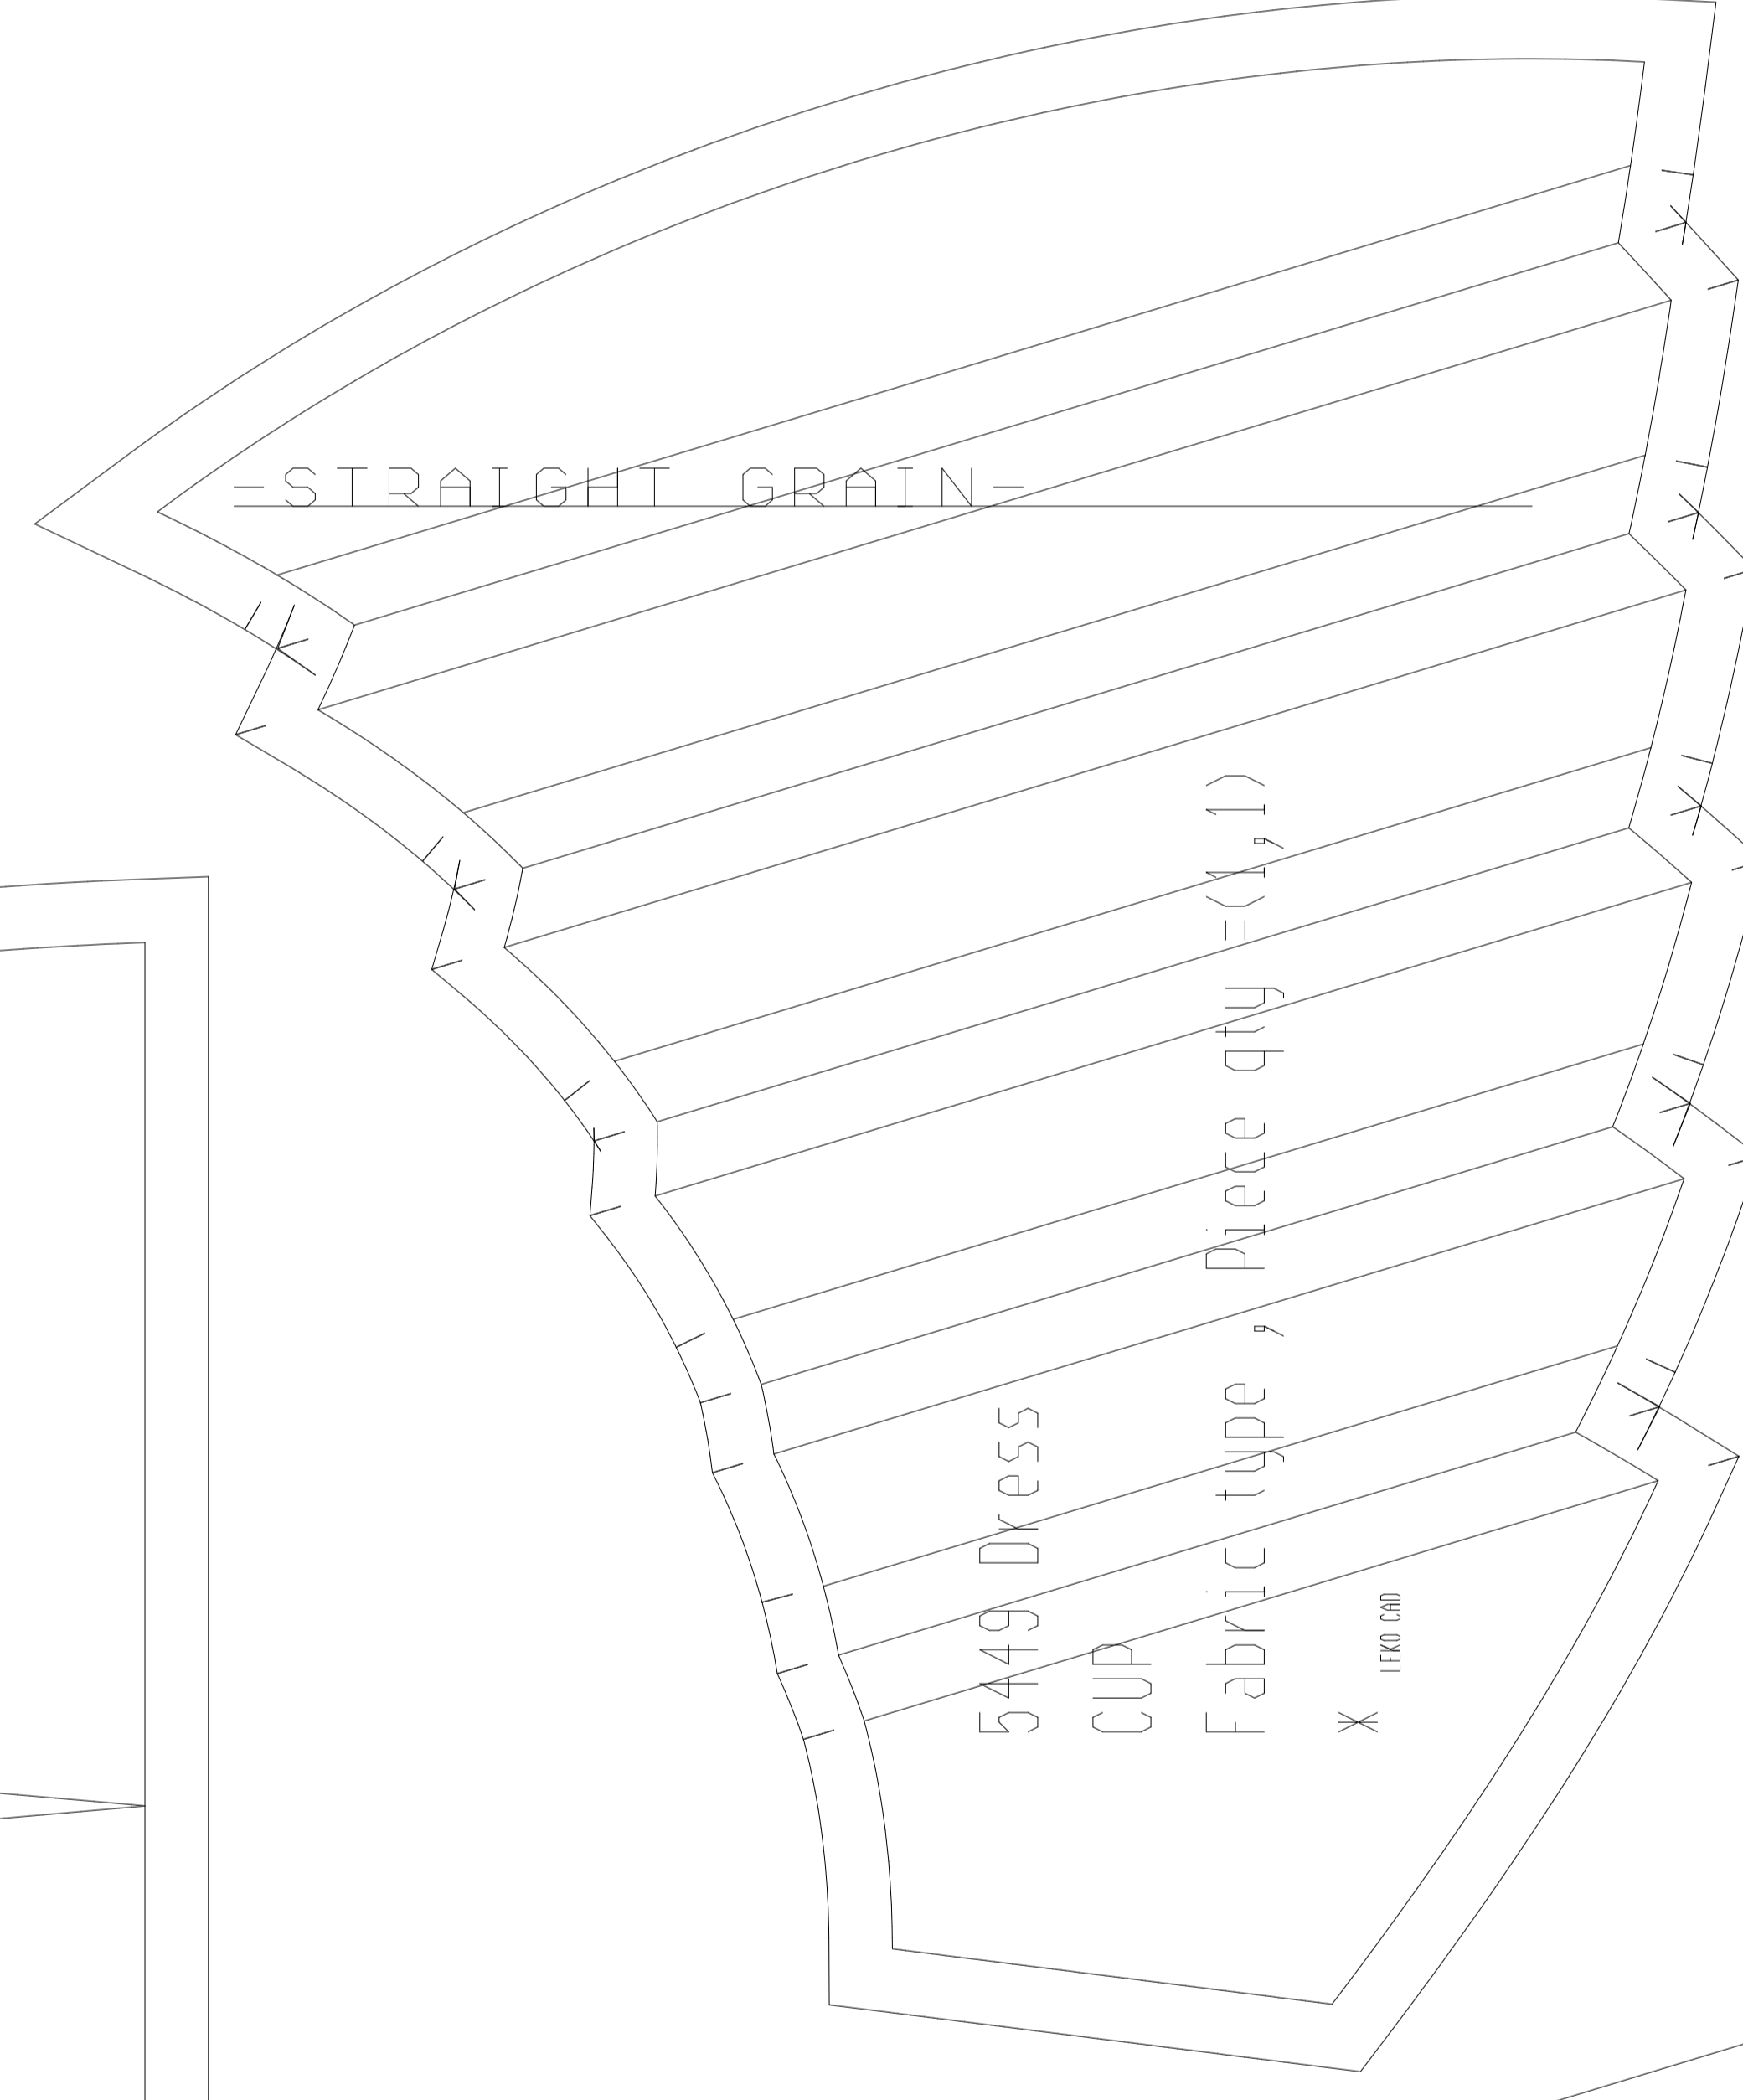 -STRAIGHT GRAIN-
5449 Dress
CUP
Fabric type , Piece qty =(1,1)
* LEKO CAD